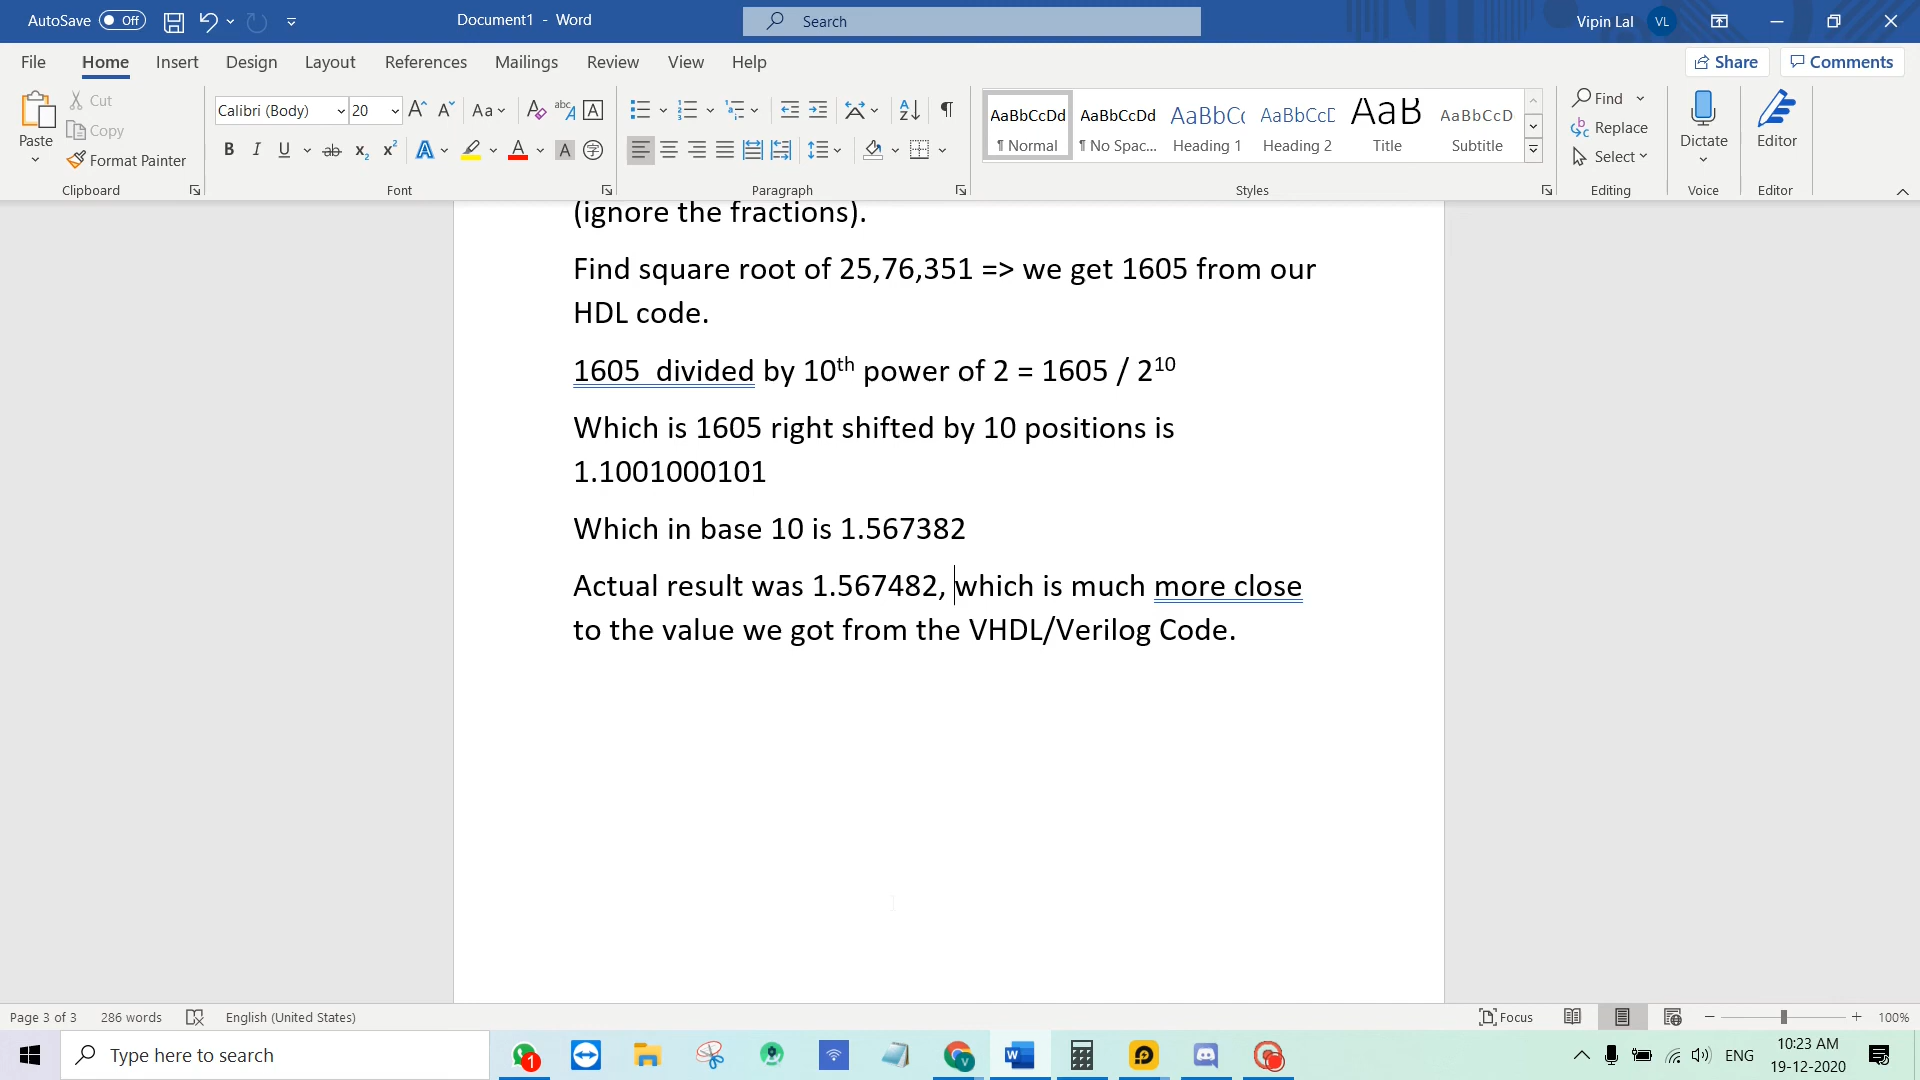 AutoSave Off Document1 - Word Search Vipin Lal VL
File Home Insert Design Layout References Mailings Review View Help Share Comments
Paste Cut Copy Format Painter Clipboard
Calibri (Body) 20 Aa Font
Paragraph
AaBbCcDd AaBbCcDd AaBbCc AaBbCcD AaB AaBbCcD
¶ Normal ¶ No Spac... Heading 1 Heading 2 Title Subtitle
Styles
Find Replace Select Editing
Dictate Voice
Editor Editor
(ignore the fractions).
Find square root of 25,76,351 => we get 1605 from our
HDL code.
1605 divided by 10th power of 2 = 1605 / 2^10
Which is 1605 right shifted by 10 positions is
1.1001000101
Which in base 10 is 1.567382
Actual result was 1.567482, which is much more close
to the value we got from the VHDL/Verilog Code.
Page 3 of 3 286 words English (United States) Focus 100%
Type here to search 1 ENG 10:23 AM
19-12-2020